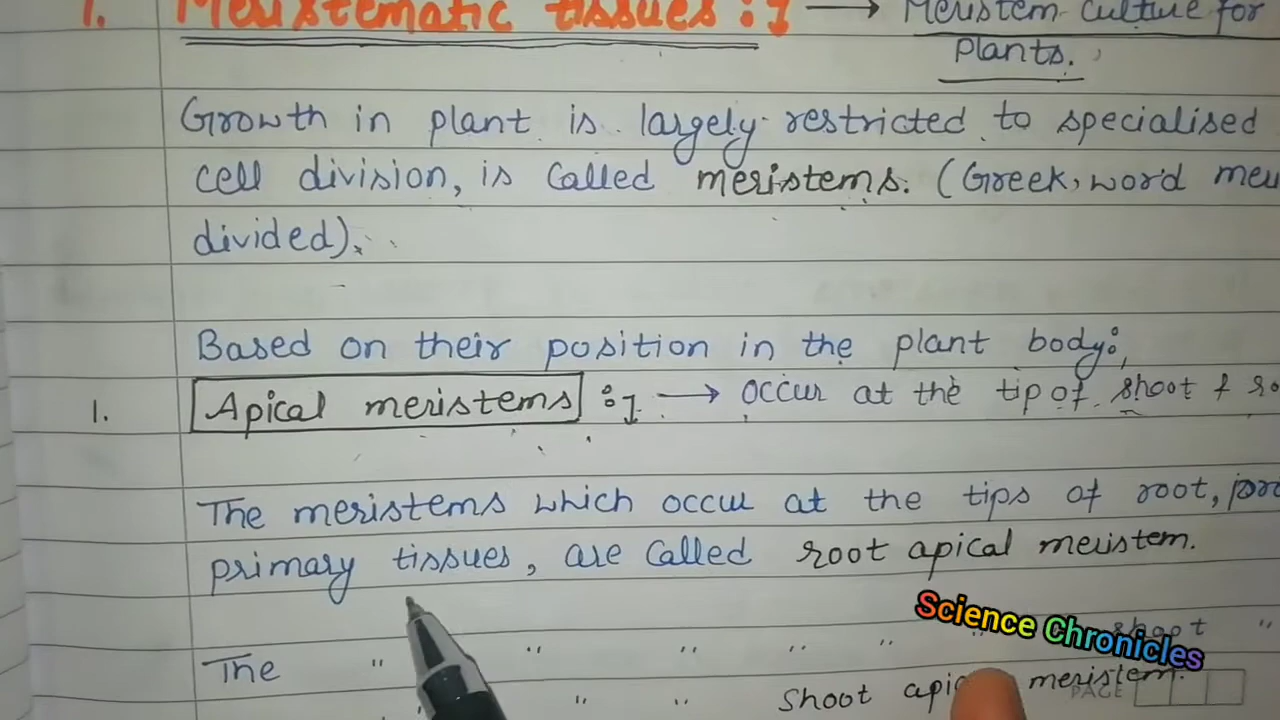 1. Meristematic tissues :] → Meristem culture for
Plants.
Growth in plant is largely restricted to specialised
cell division, is called meristems. (Greek, word
divided).
Based on their position in the plant body:,
1. Apical meristems :] → occur at the tip of shoot &
The meristems which occur at the tips of root,
primary tissues, are called root apical meristem.
The " " " " " " shoot "
" " " Shoot meristem.
Science Chronicles
PAGE